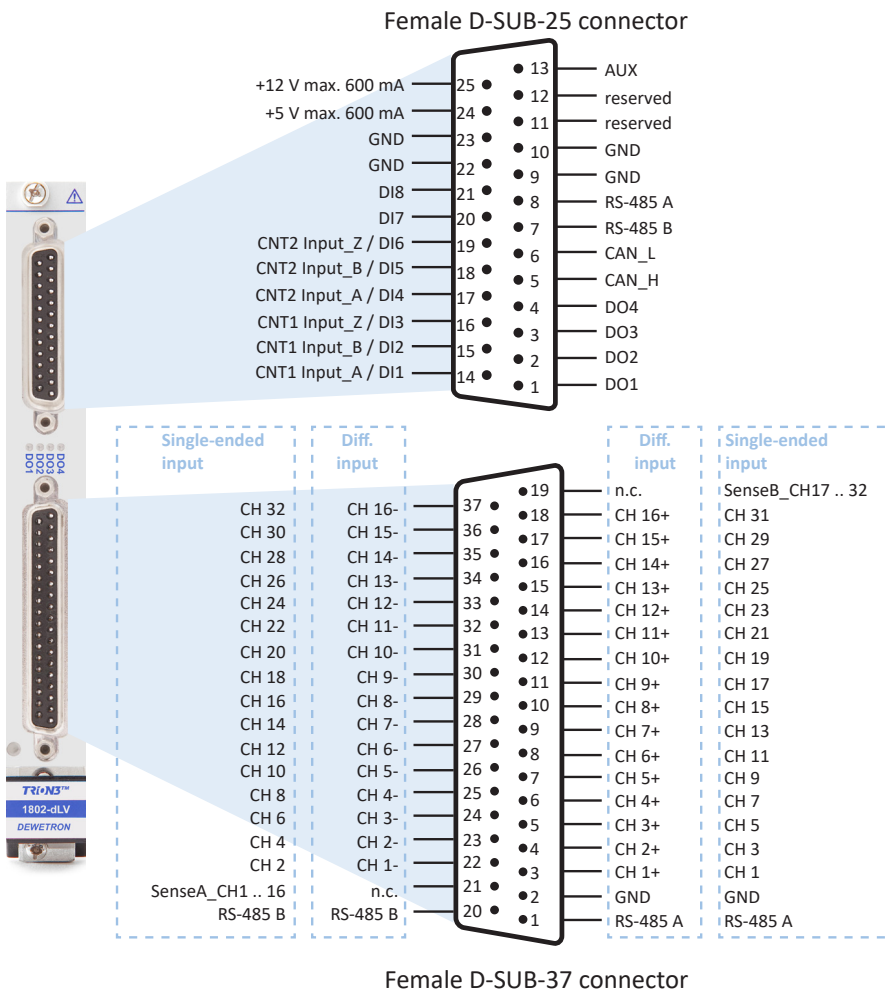 Female D-SUB-25 connector
+12 V max. 600 mA 25 13 AUX
+5 V max. 600 mA 24 12 reserved
GND 23 11 reserved
GND 22 10 GND
DI8 21 9 GND
DI7 20 8 RS-485 A
CNT2 Input_Z / DI6 19 7 RS-485 B
CNT2 Input_B / DI5 18 6 CAN_L
CNT2 Input_A / DI4 17 5 CAN_H
CNT1 Input_Z / DI3 16 4 DO4
CNT1 Input_B / DI2 15 3 DO3
CNT1 Input_A / DI1 14 2 DO2
1 DO1
DO1
DO2
DO3
DO4
TRION3™
1802-dLV
DEWETRON
Single-ended Diff. Diff. Single-ended
input input input input
19 n.c. SenseB_CH17 .. 32
CH 32 CH 16- 37 18 CH 16+ CH 31
CH 30 CH 15- 36 17 CH 15+ CH 29
CH 28 CH 14- 35 16 CH 14+ CH 27
CH 26 CH 13- 34 15 CH 13+ CH 25
CH 24 CH 12- 33 14 CH 12+ CH 23
CH 22 CH 11- 32 13 CH 11+ CH 21
CH 20 CH 10- 31 12 CH 10+ CH 19
CH 18 CH 9- 30 11 CH 9+ CH 17
CH 16 CH 8- 29 10 CH 8+ CH 15
CH 14 CH 7- 28 9 CH 7+ CH 13
CH 12 CH 6- 27 8 CH 6+ CH 11
CH 10 CH 5- 26 7 CH 5+ CH 9
CH 8 CH 4- 25 6 CH 4+ CH 7
CH 6 CH 3- 24 5 CH 3+ CH 5
CH 4 CH 2- 23 4 CH 2+ CH 3
CH 2 CH 1- 22 3 CH 1+ CH 1
SenseA_CH1 .. 16 n.c. 21 2 GND GND
RS-485 B RS-485 B 20 1 RS-485 A RS-485 A
Female D-SUB-37 connector